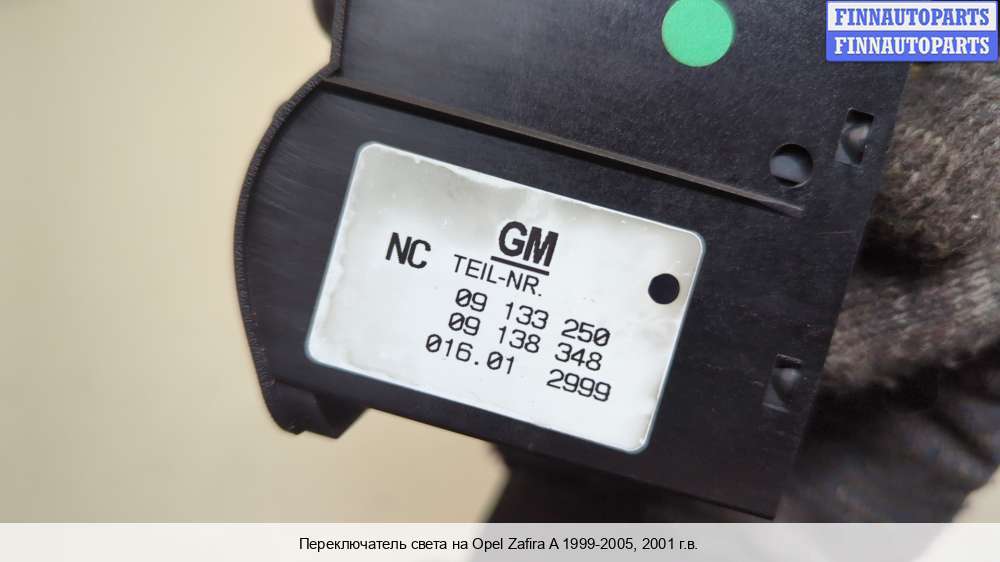 FINNAUTOPARTS
FINNAUTOPARTS
GM
NC TEIL-NR.
09 133 250
09 138 348
016.01 2999
Переключатель света на Opel Zafira A 1999-2005, 2001 г.в.